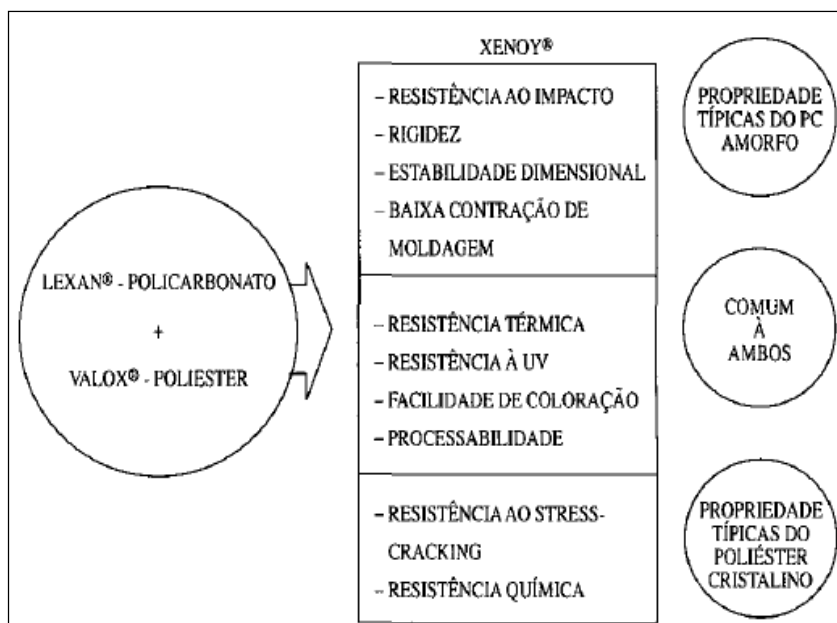 XENOY®
LEXAN® - POLICARBONATO
+
VALOX® - POLIESTER
– RESISTÊNCIA AO IMPACTO
– RIGIDEZ
– ESTABILIDADE DIMENSIONAL
– BAIXA CONTRAÇÃO DE
MOLDAGEM
– RESISTÊNCIA TÉRMICA
– RESISTÊNCIA À UV
– FACILIDADE DE COLORAÇÃO
– PROCESSABILIDADE
– RESISTÊNCIA AO STRESS-
CRACKING
– RESISTÊNCIA QUÍMICA
PROPRIEDADE
TÍPICAS DO PC
AMORFO
COMUM
À
AMBOS
PROPRIEDADE
TÍPICAS DO
POLIÉSTER
CRISTALINO